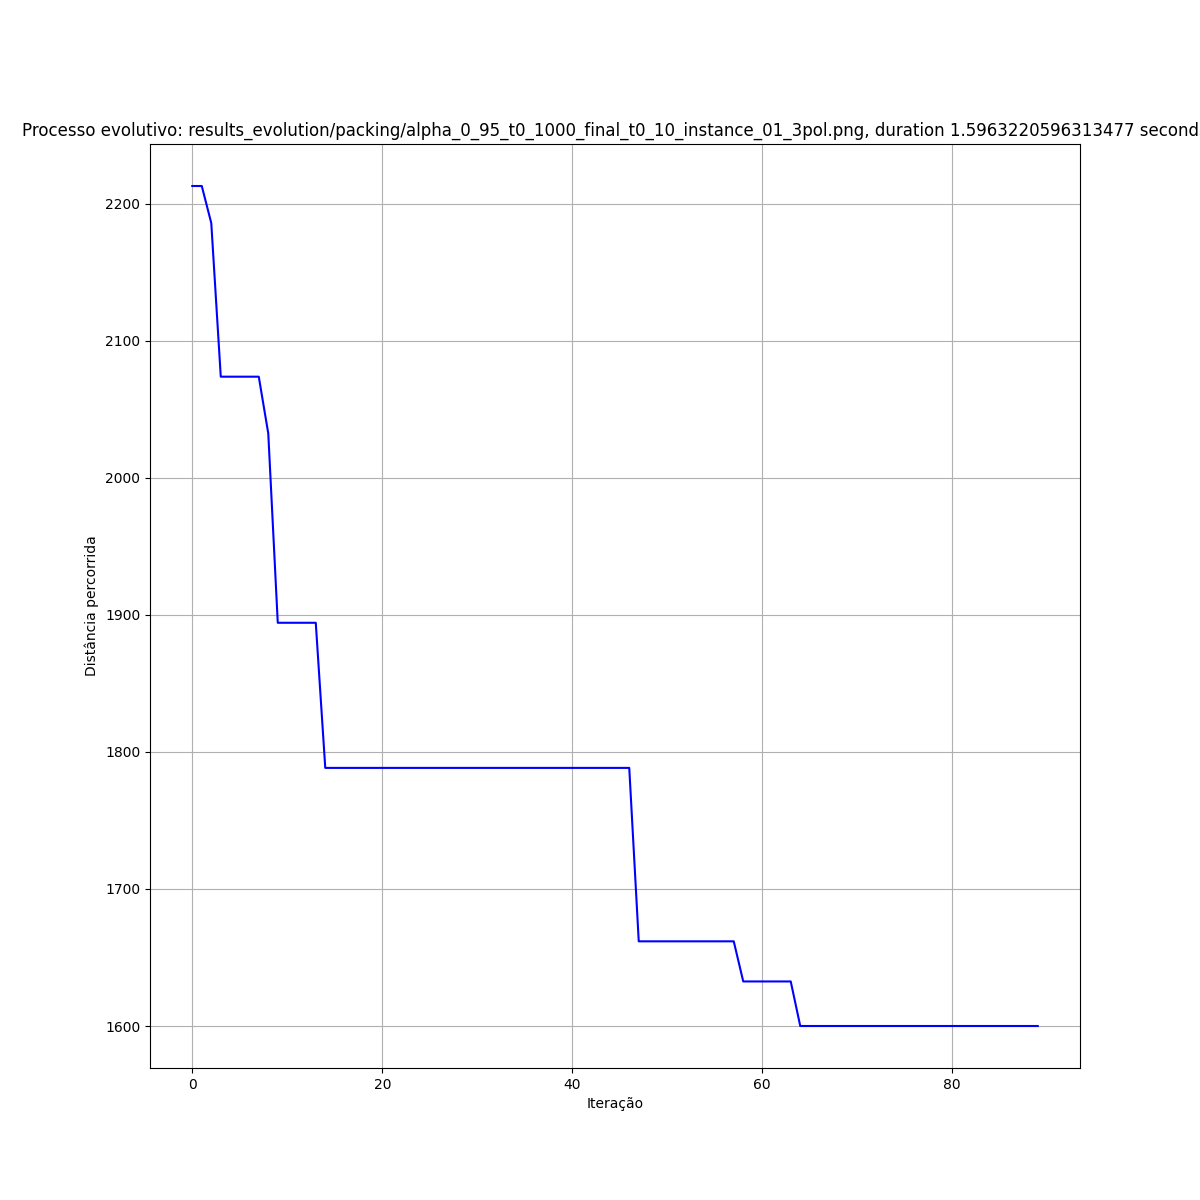 Processo evolutivo: results_evolution/packing/alpha_0_95_t0_1000_final_t0_10_instance_01_3pol.png, duration 1.5963220596313477 second
2200
2100
2000
1900
1800
1700
1600
Distância percorrida
0 20 40 60 80
Iteração